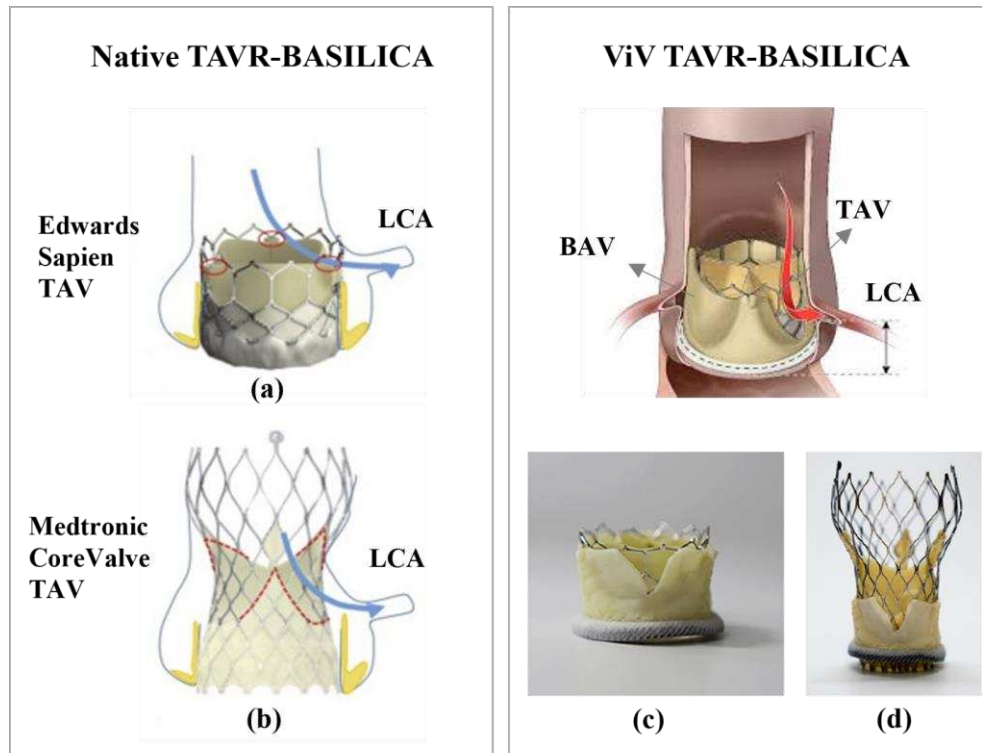 Native TAVR-BASILICA
Edwards
Sapien
TAV
LCA
(a)
Medtronic
CoreValve
TAV
LCA
(b)
ViV TAVR-BASILICA
BAV
TAV
LCA
(c)
(d)